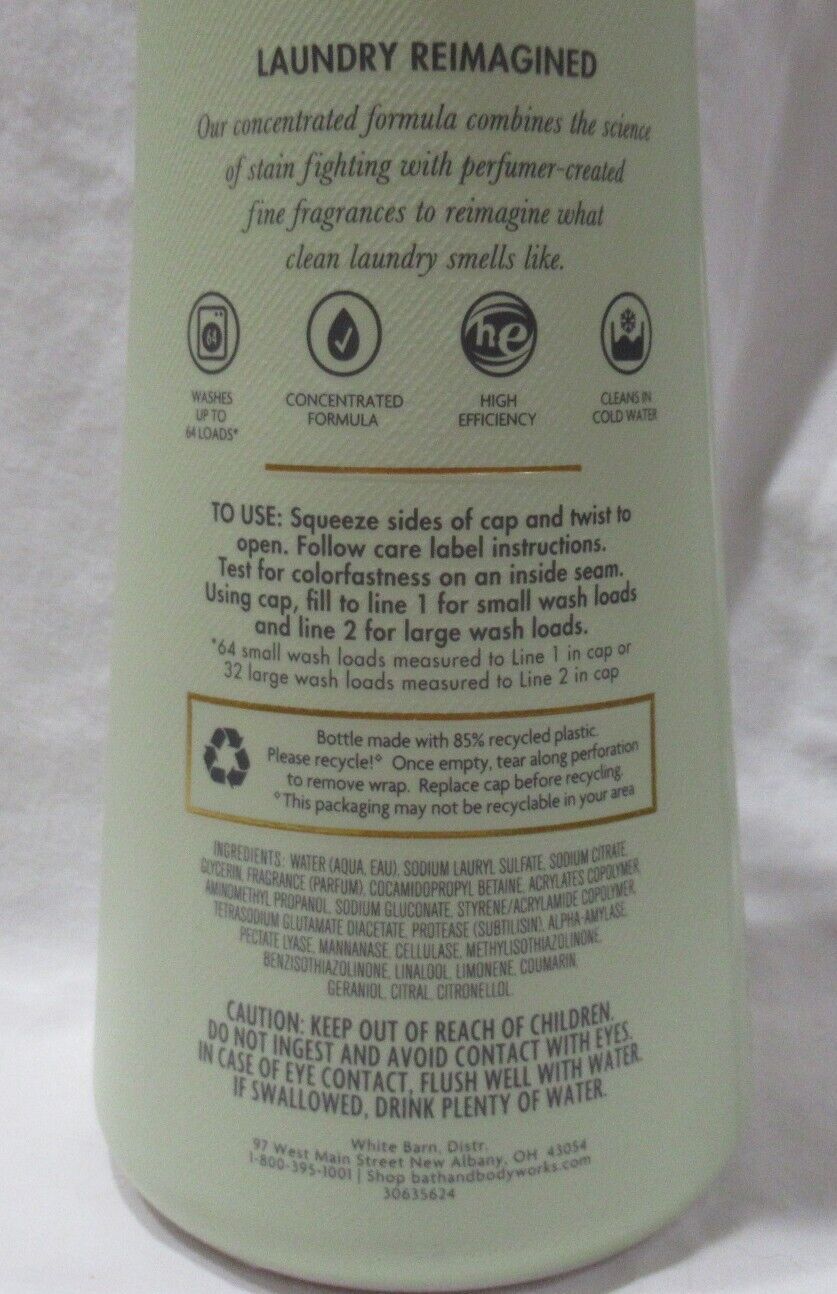 LAUNDRY REIMAGINED
Our concentrated formula combines the science
of stain fighting with perfumer-created
fine fragrances to reimagine what
clean laundry smells like.
64
he
WASHES
UP TO
64 LOADS*
CONCENTRATED
FORMULA
HIGH
EFFICIENCY
CLEANS IN
COLD WATER
TO USE: Squeeze sides of cap and twist to
open. Follow care label instructions.
Test for colorfastness on an inside seam.
Using cap, fill to line 1 for small wash loads
and line 2 for large wash loads.
*64 small wash loads measured to Line 1 in cap or
32 large wash loads measured to Line 2 in cap
Bottle made with 85% recycled plastic.
Please recycle!° Once empty, tear along perforation
to remove wrap. Replace cap before recycling.
°This packaging may not be recyclable in your area
INGREDIENTS: WATER (AQUA, EAU), SODIUM LAURYL SULFATE, SODIUM CITRATE,
GLYCERIN, FRAGRANCE (PARFUM), COCAMIDOPROPYL BETAINE, ACRYLATES COPOLYMER,
AMINOMETHYL PROPANOL, SODIUM GLUCONATE, STYRENE/ACRYLAMIDE COPOLYMER,
TETRASODIUM GLUTAMATE DIACETATE, PROTEASE (SUBTILISIN), ALPHA-AMYLASE,
PECTATE LYASE, MANNANASE, CELLULASE, METHYLISOTHIAZOLINONE,
BENZISOTHIAZOLINONE, LINALOOL, LIMONENE, COUMARIN,
GERANIOL, CITRAL, CITRONELLOL.
CAUTION: KEEP OUT OF REACH OF CHILDREN.
DO NOT INGEST AND AVOID CONTACT WITH EYES.
IN CASE OF EYE CONTACT, FLUSH WELL WITH WATER.
IF SWALLOWED, DRINK PLENTY OF WATER.
White Barn, Distr.
97 West Main Street New Albany, OH 43054
1-800-395-1001 | Shop bathandbodyworks.com
30635624